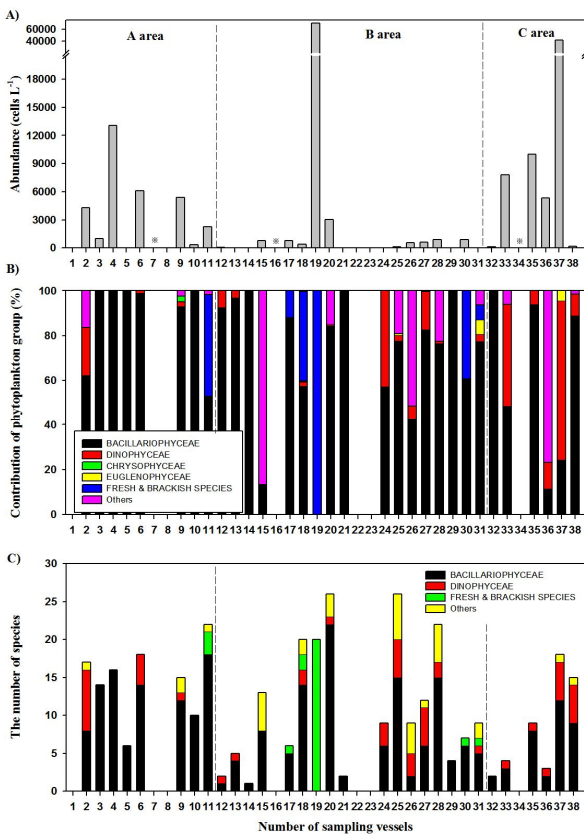 A)
A area
B area
C area
Abundance (cells L-1)
60000
40000
18000
15000
12000
9000
6000
3000
0
※ ※ ※
1 2 3 4 5 6 7 8 9 10 11 12 13 14 15 16 17 18 19 20 21 22 23 24 25 26 27 28 29 30 31 32 33 34 35 36 37 38
B)
Contribution of phytoplankton group (%)
100
80
60
40
20
0
BACILLARIOPHYCEAE
DINOPHYCEAE
CHRYSOPHYCEAE
EUGLENOPHYCEAE
FRESH & BRACKISH SPECIES
Others
1 2 3 4 5 6 7 8 9 10 11 12 13 14 15 16 17 18 19 20 21 22 23 24 25 26 27 28 29 30 31 32 33 34 35 36 37 38
C)
The number of species
30
25
20
15
10
5
0
BACILLARIOPHYCEAE
DINOPHYCEAE
FRESH & BRACKISH SPECIES
Others
1 2 3 4 5 6 7 8 9 10 11 12 13 14 15 16 17 18 19 20 21 22 23 24 25 26 27 28 29 30 31 32 33 34 35 36 37 38
Number of sampling vessels